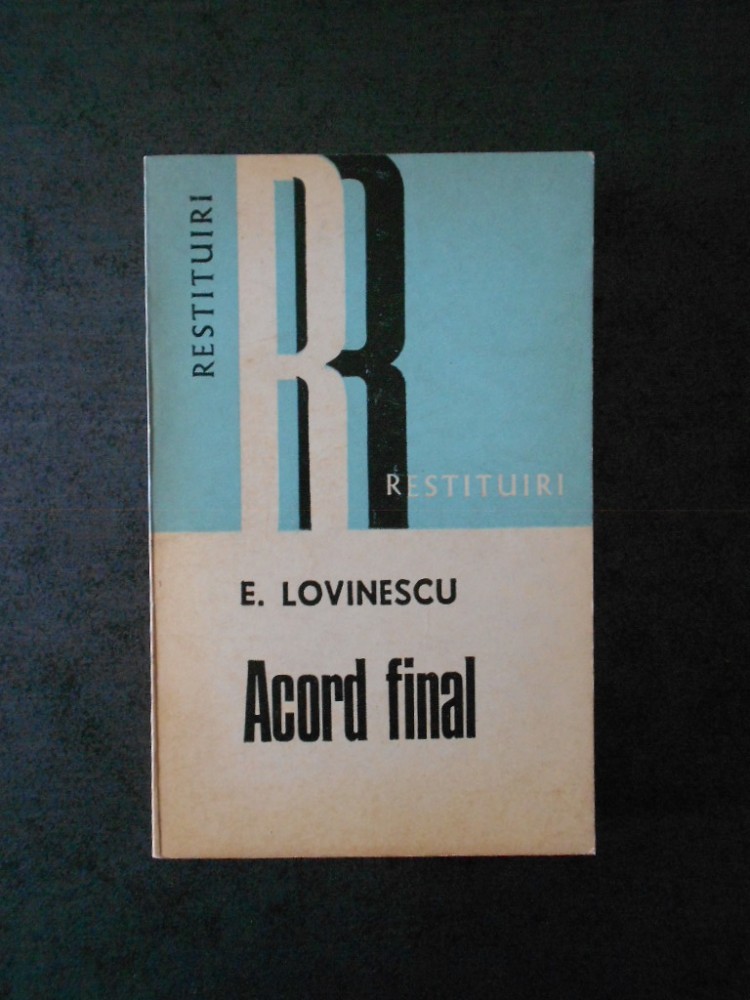 RESTITUIRI
RESTITUIRI
E. LOVINESCU
Acord final